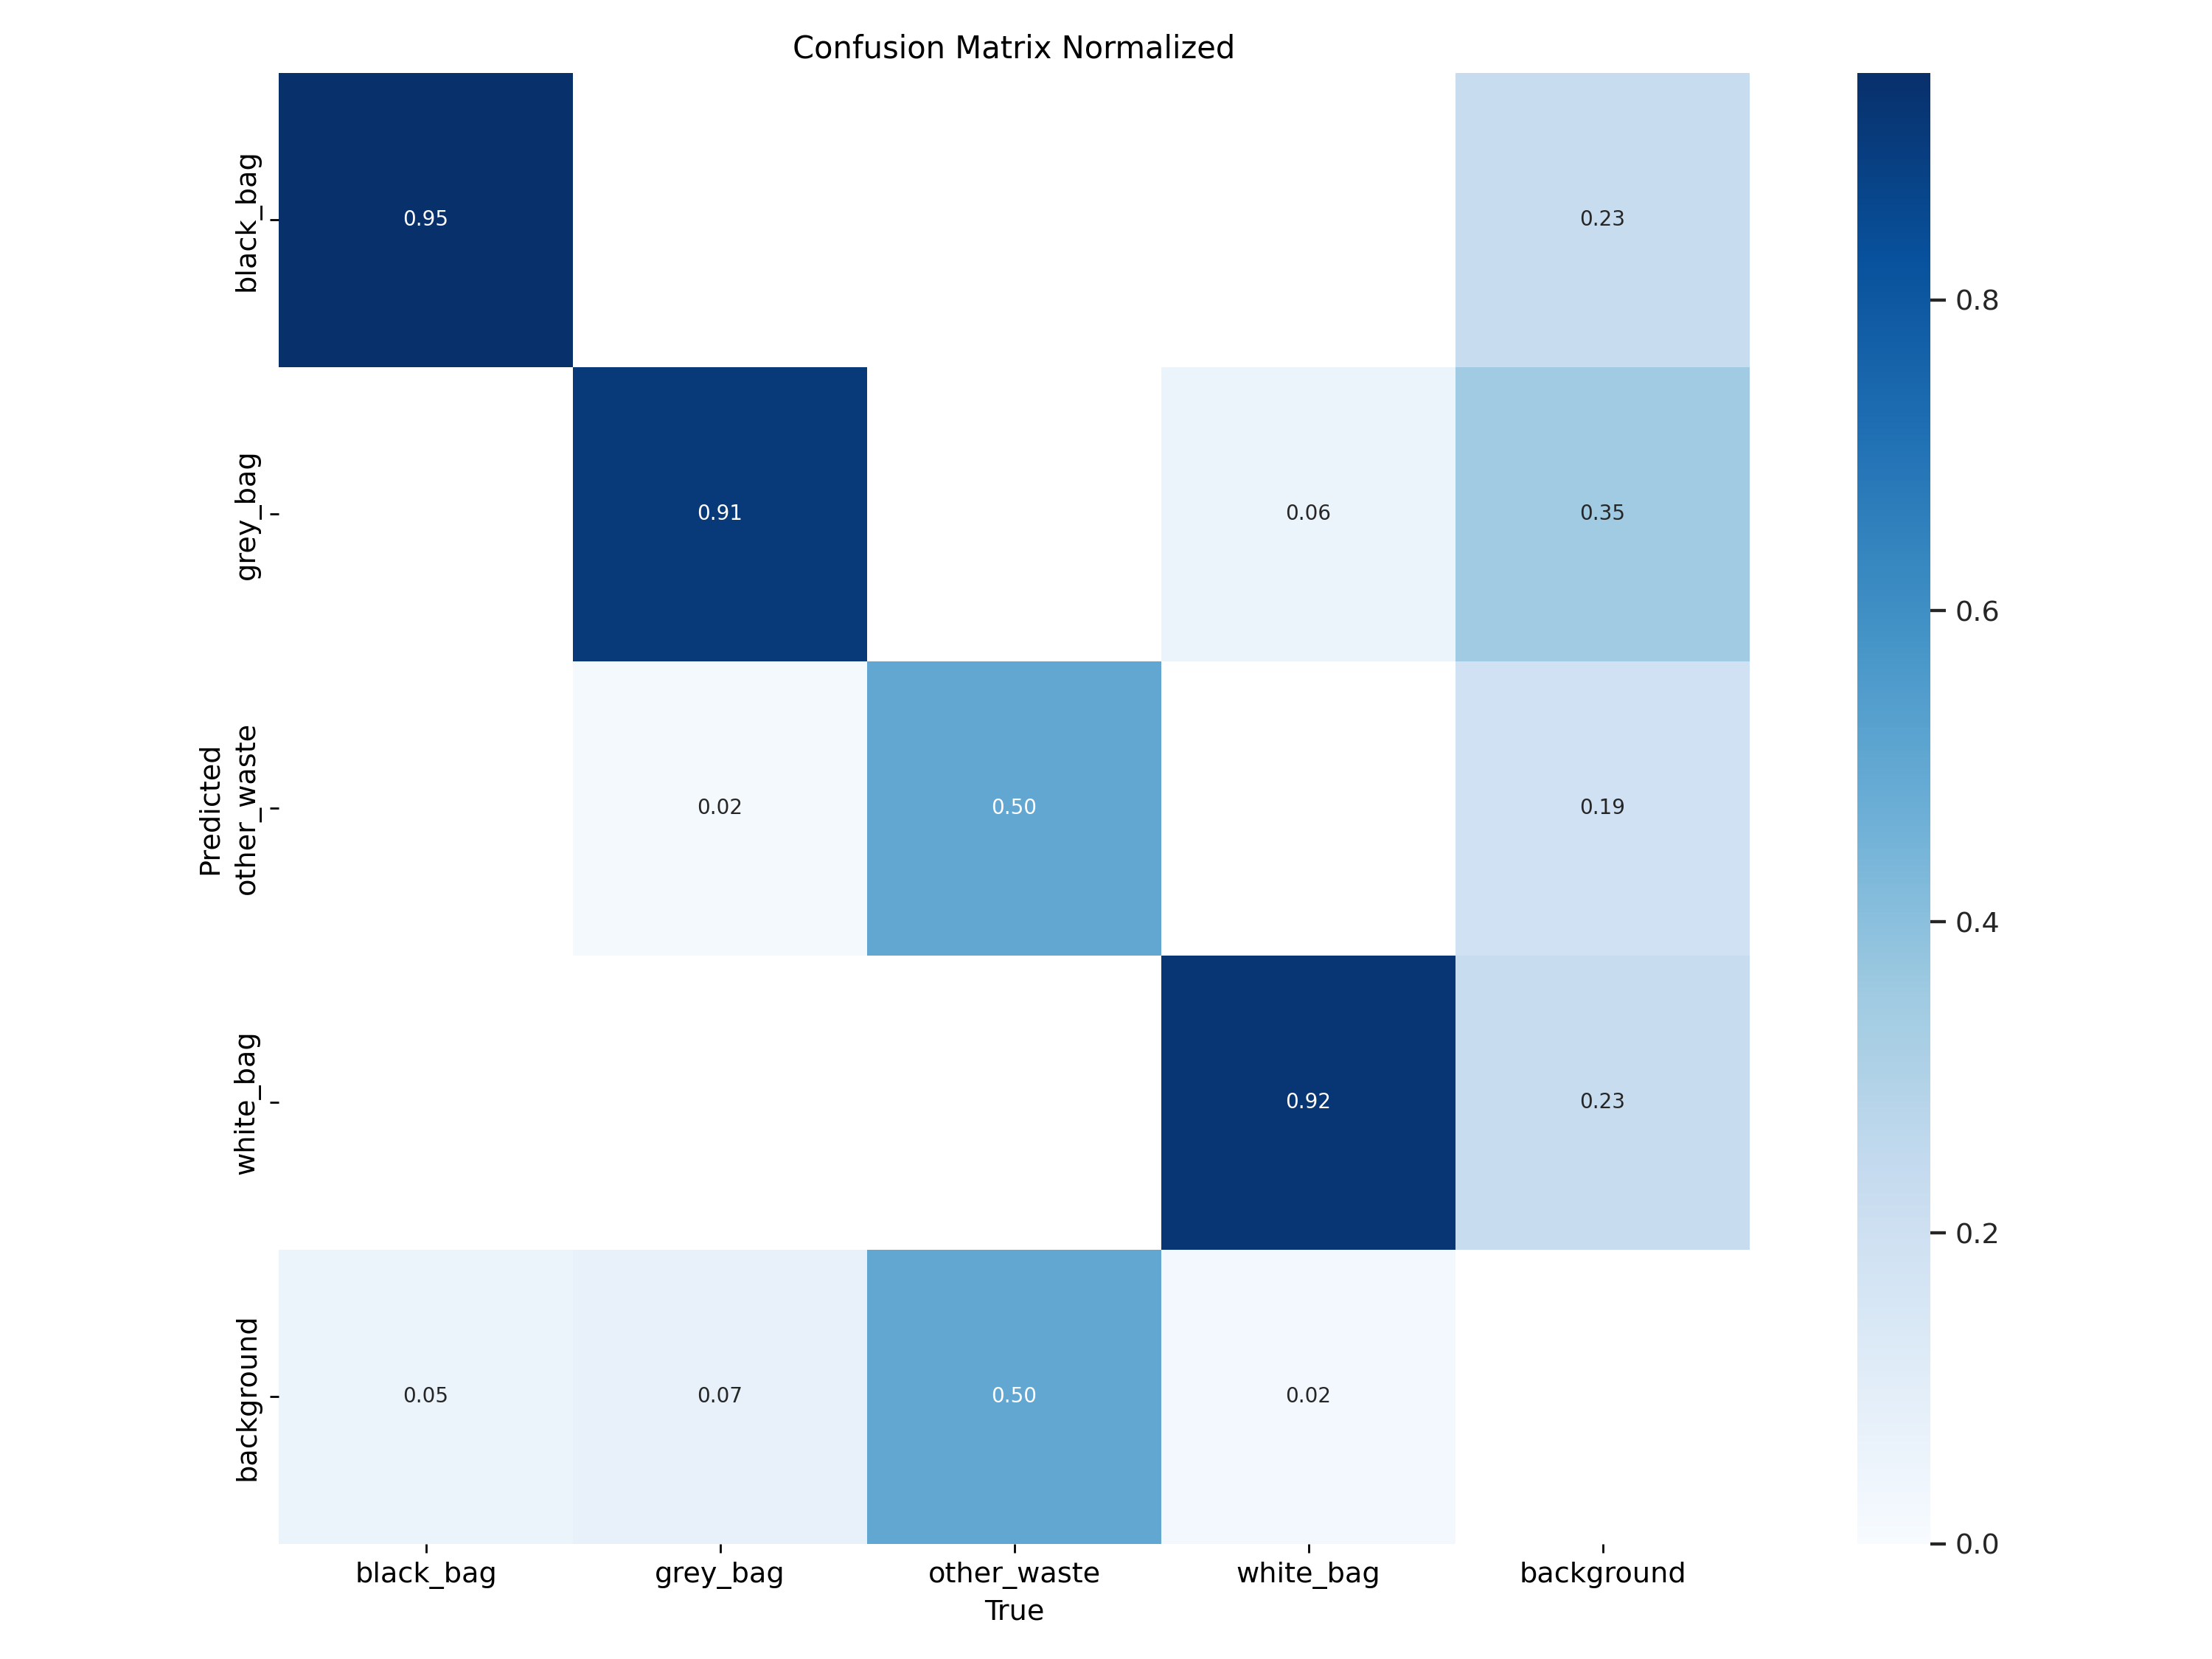 Confusion Matrix Normalized
black_bag
0.95
0.23
0.8
grey_bag
0.91
0.06
0.35
0.6
Predicted
other_waste
0.02
0.50
0.19
0.4
white_bag
0.92
0.23
0.2
background
0.05
0.07
0.50
0.02
0.0
black_bag
grey_bag
other_waste
white_bag
background
True